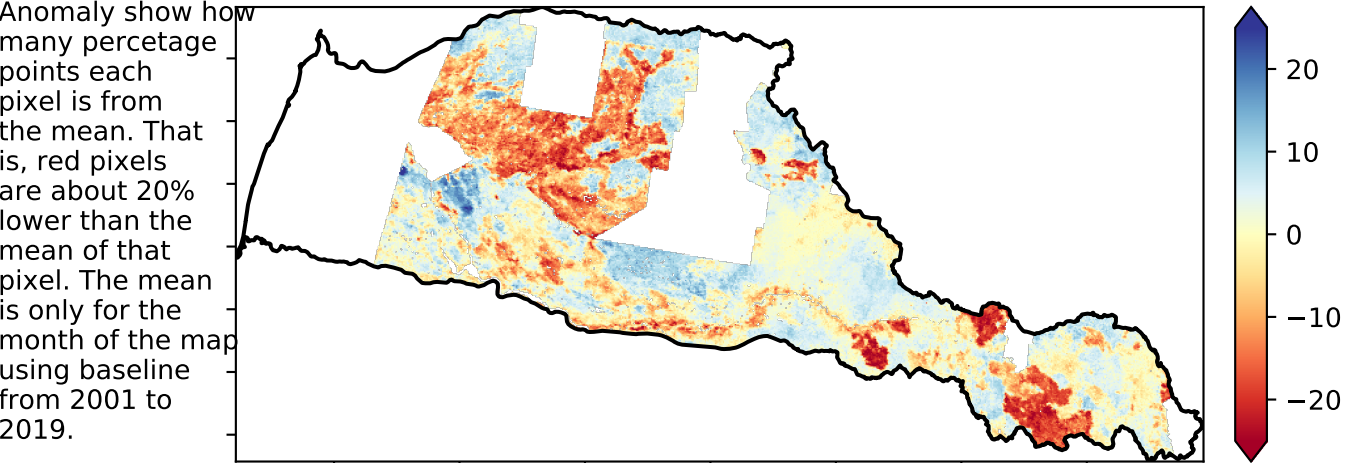 Anomaly show how
many percetage
points each
pixel is from
the mean. That
is, red pixels
are about 20%
lower than the
mean of that
pixel. The mean
is only for the
month of the map
using baseline
from 2001 to
2019.
20
10
0
−10
−20